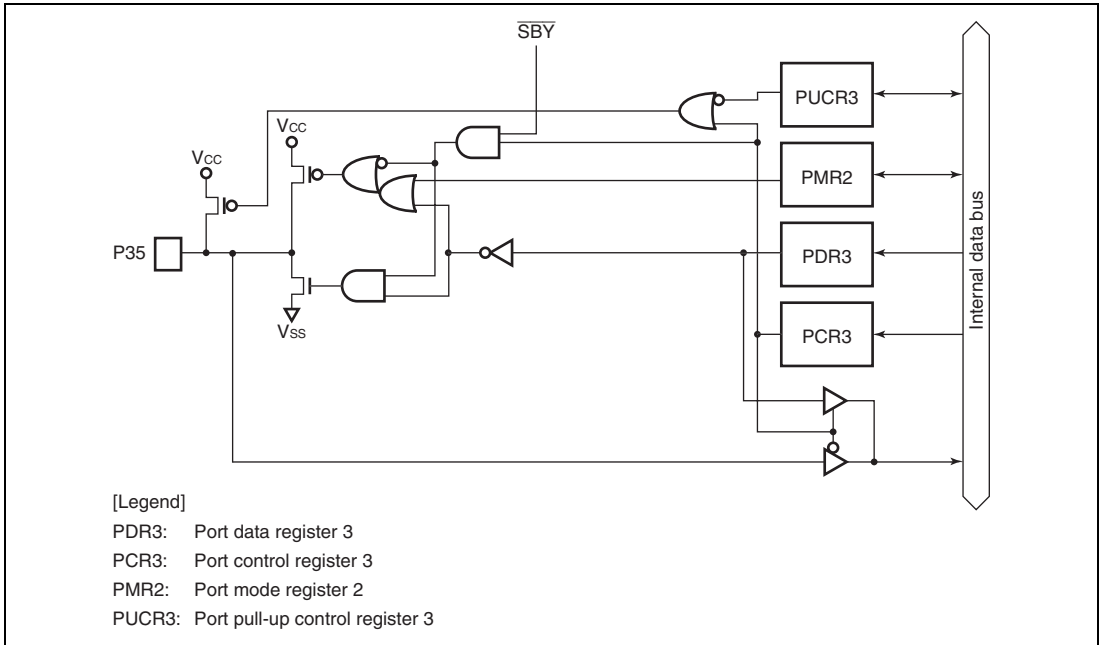 SBY
PUCR3
VCC
VCC
PMR2
P35
PDR3
Internal data bus
VSS
PCR3
[Legend]
PDR3: Port data register 3
PCR3: Port control register 3
PMR2: Port mode register 2
PUCR3: Port pull-up control register 3